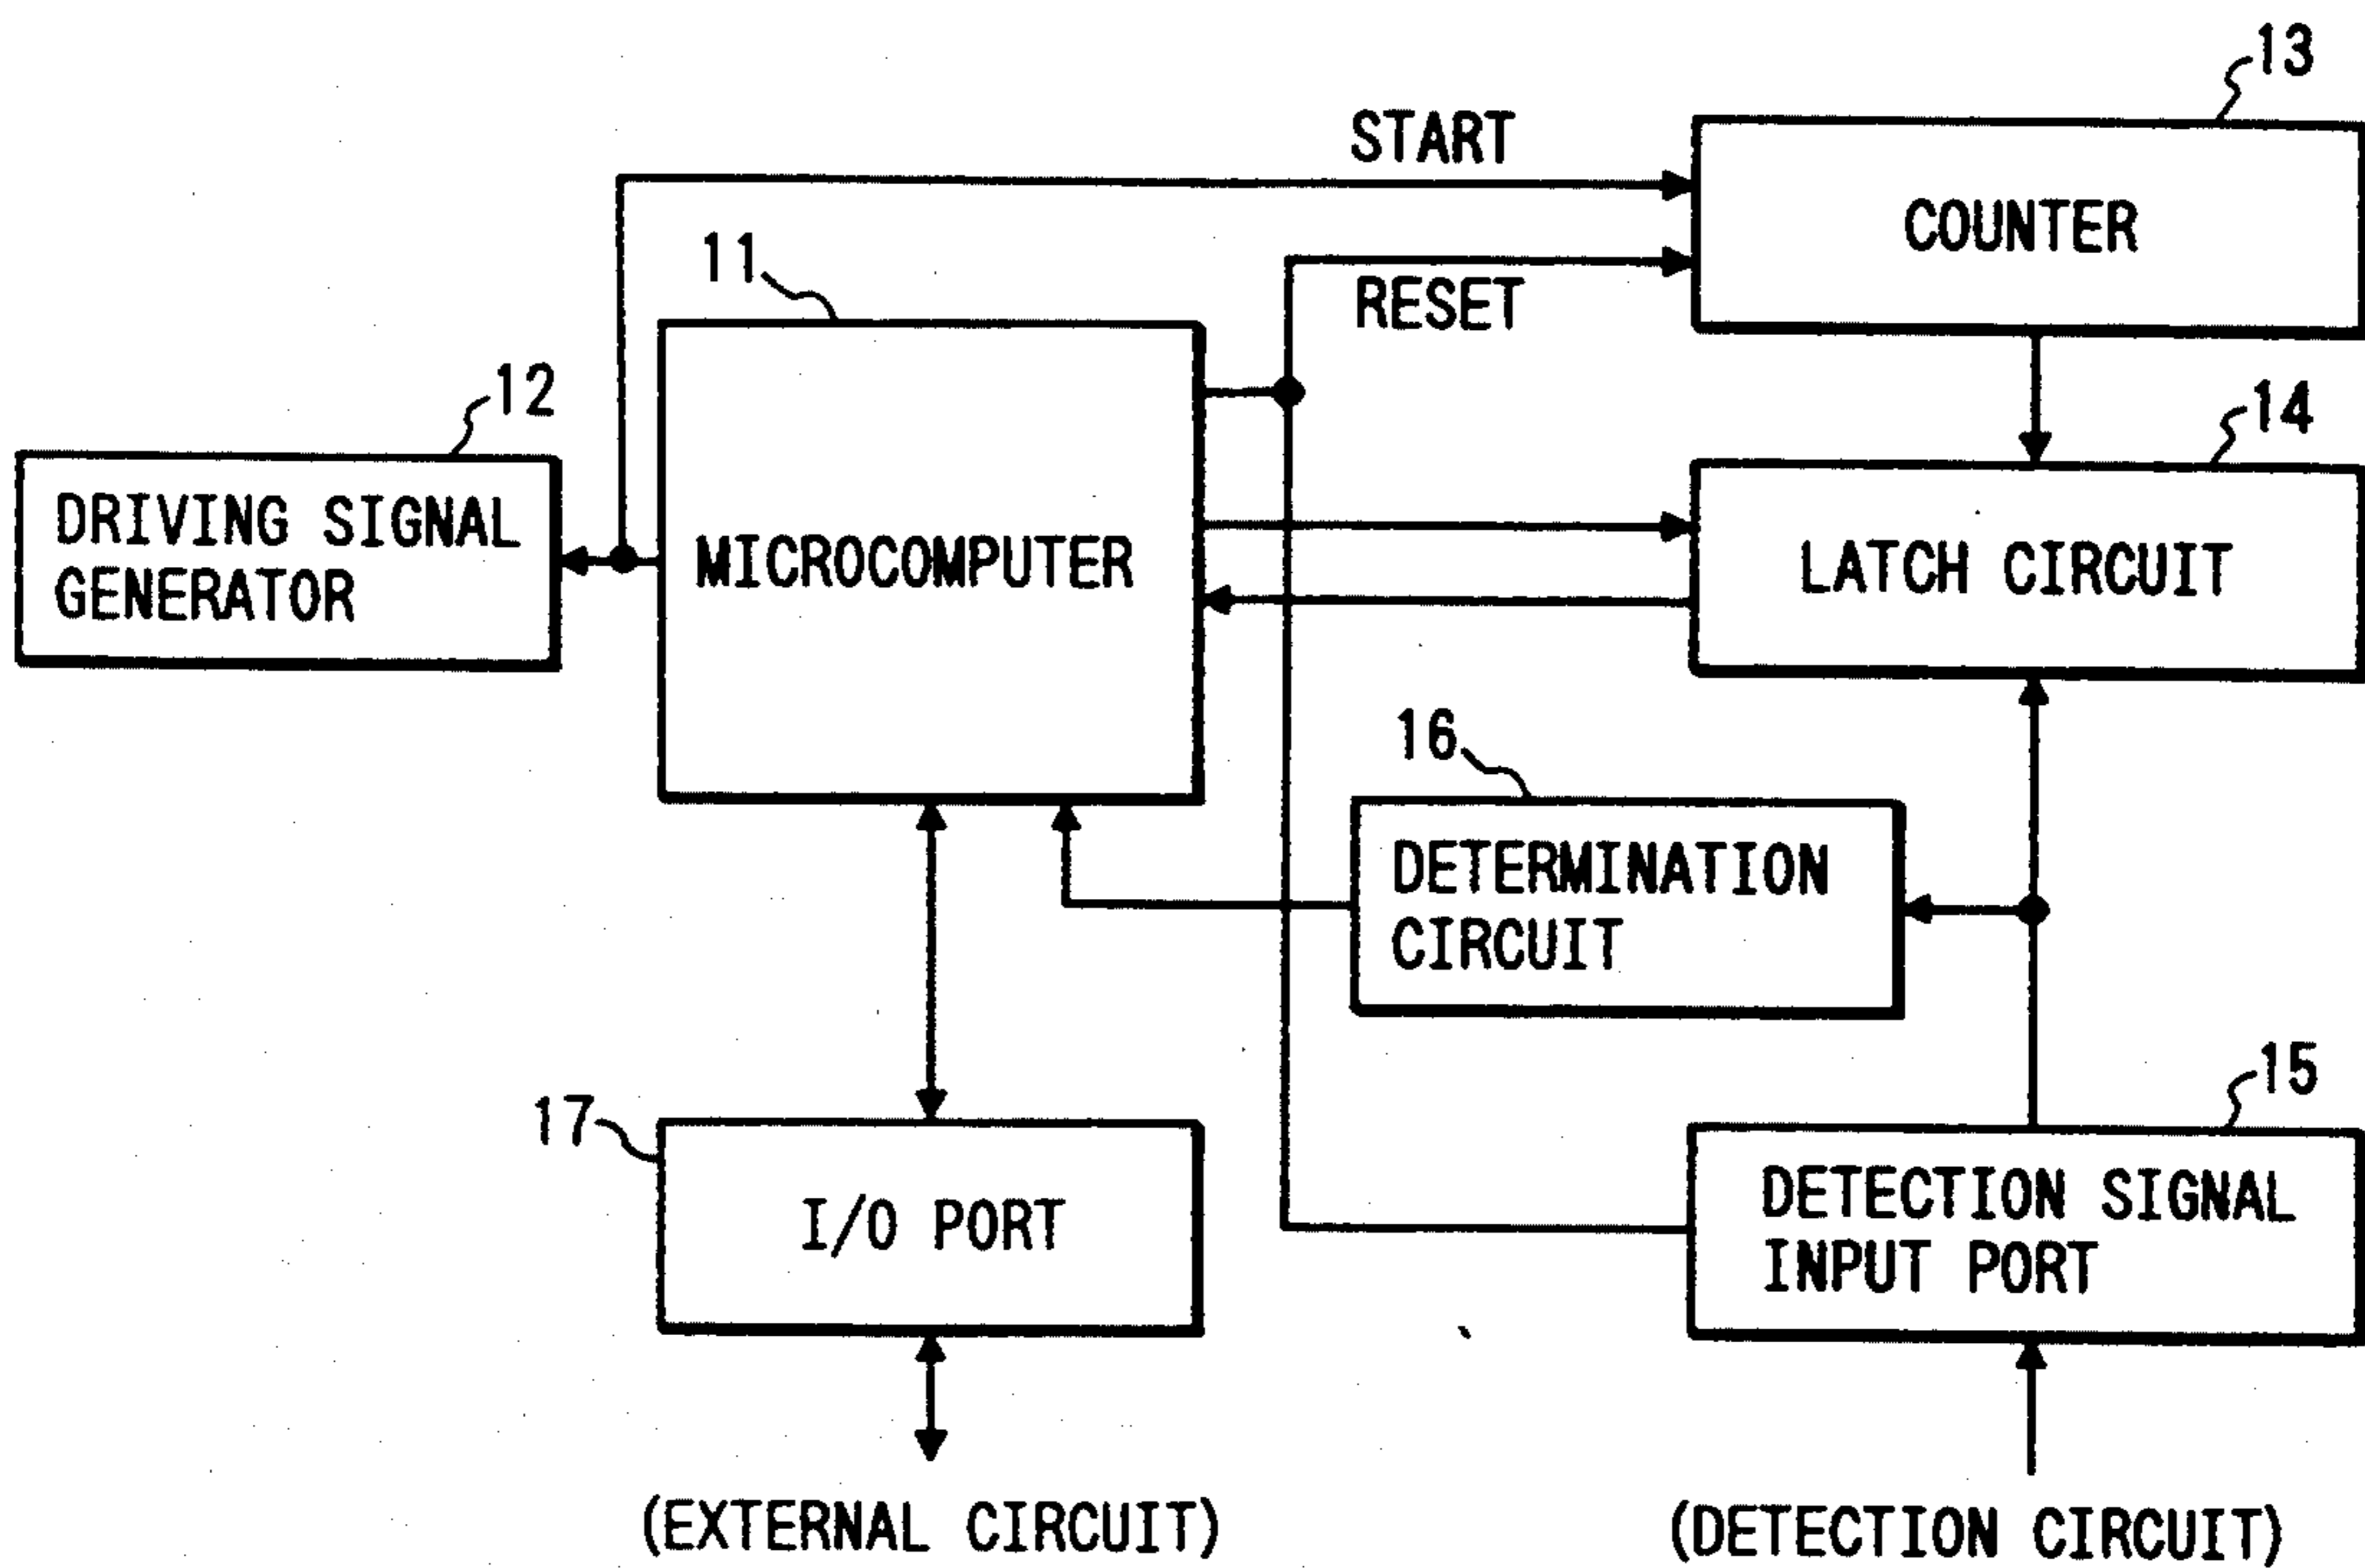 13
START
COUNTER
11
RESET
12
14
DRIVING SIGNAL
GENERATOR
MICROCOMPUTER
LATCH CIRCUIT
16
DETERMINATION
CIRCUIT
15
17
DETECTION SIGNAL
INPUT PORT
I/O PORT
(EXTERNAL CIRCUIT)
(DETECTION CIRCUIT)